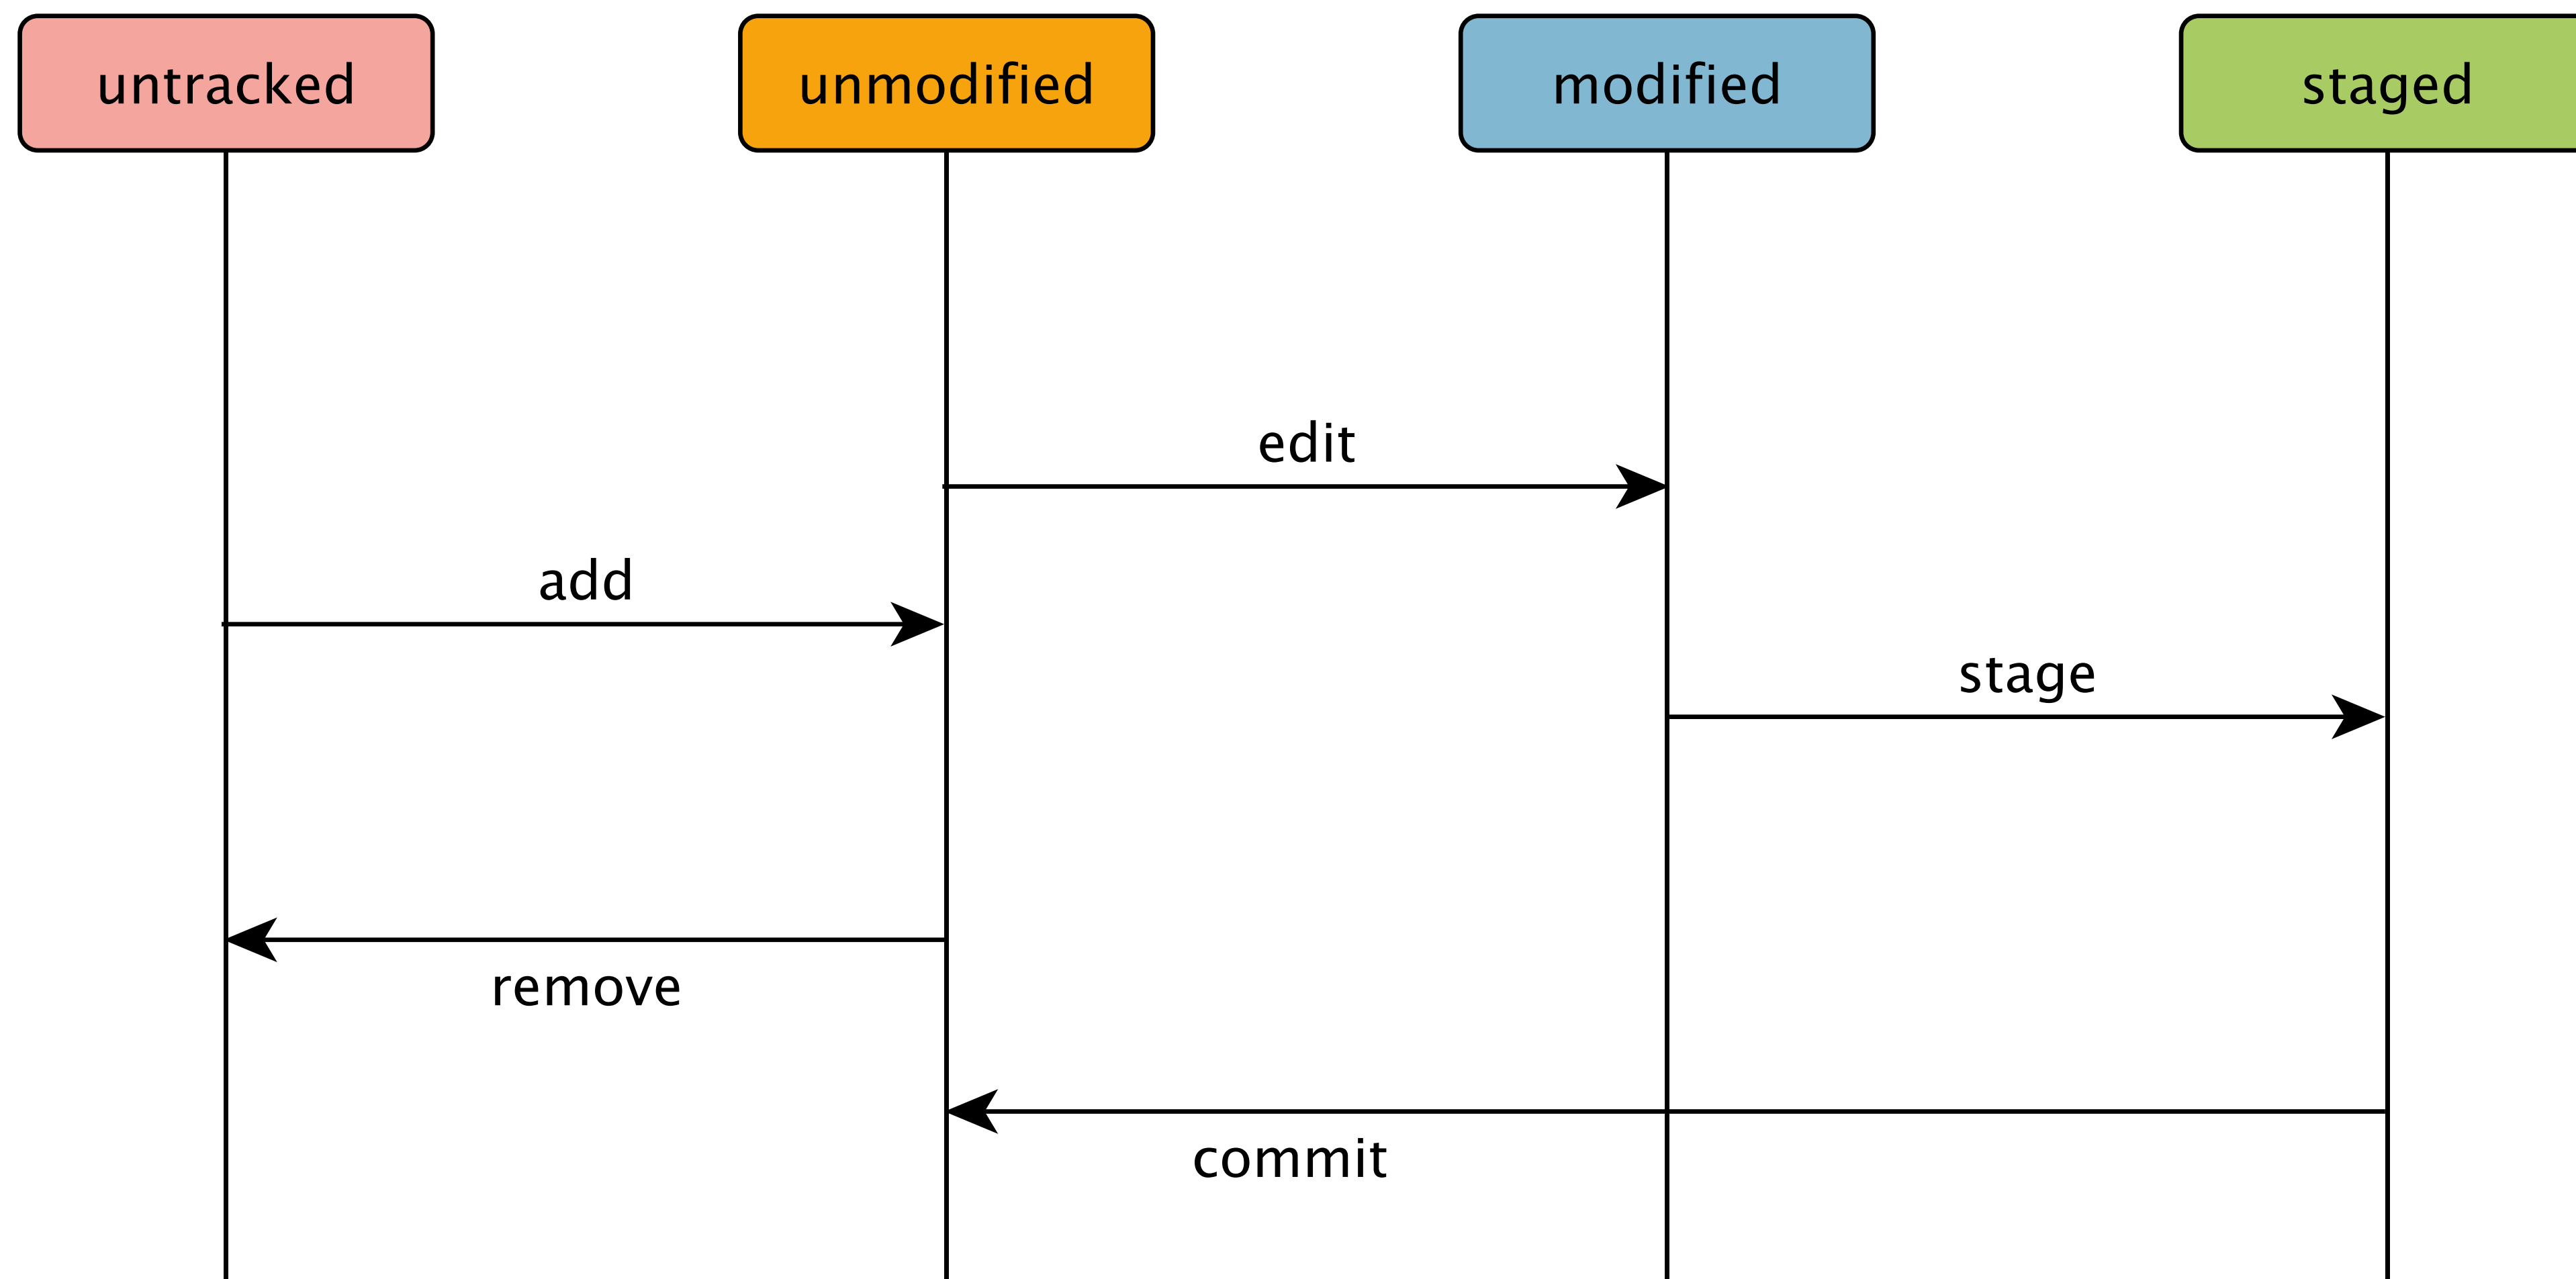 untracked
unmodified
modified
staged
edit
add
stage
remove
commit